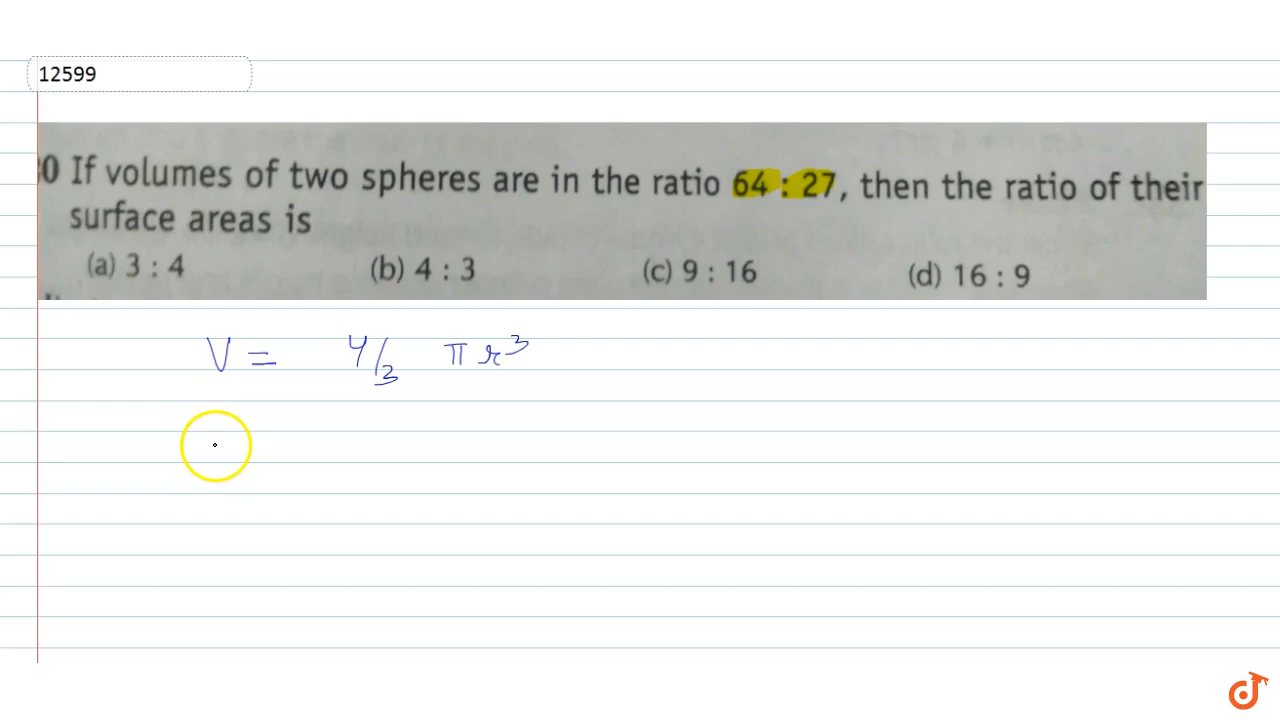 12599
0 If volumes of two spheres are in the ratio 64 : 27, then the ratio of their
surface areas is
(a) 3 : 4 (b) 4 : 3 (c) 9 : 16 (d) 16 : 9
V = 4/3 π r³